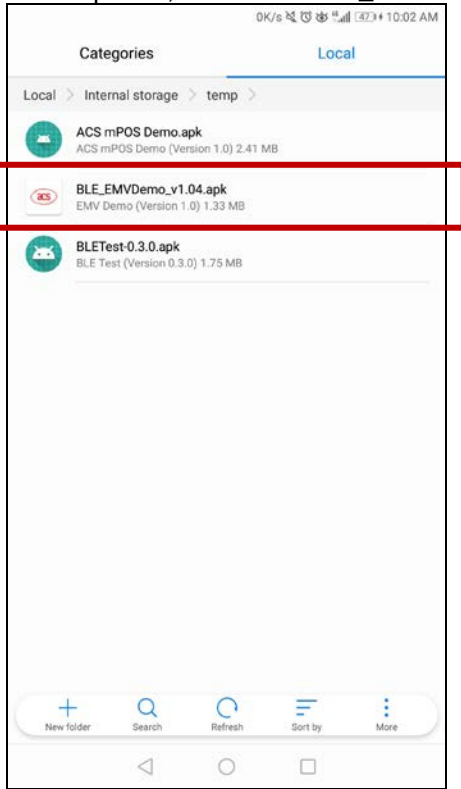 0K/s 47 10:02 AM
Categories Local
Local > Internal storage > temp >
ACS mPOS Demo.apk
ACS mPOS Demo (Version 1.0) 2.41 MB
acs
BLE_EMVDemo_v1.04.apk
EMV Demo (Version 1.0) 1.33 MB
BLETest-0.3.0.apk
BLE Test (Version 0.3.0) 1.75 MB
New folder Search Refresh Sort by More